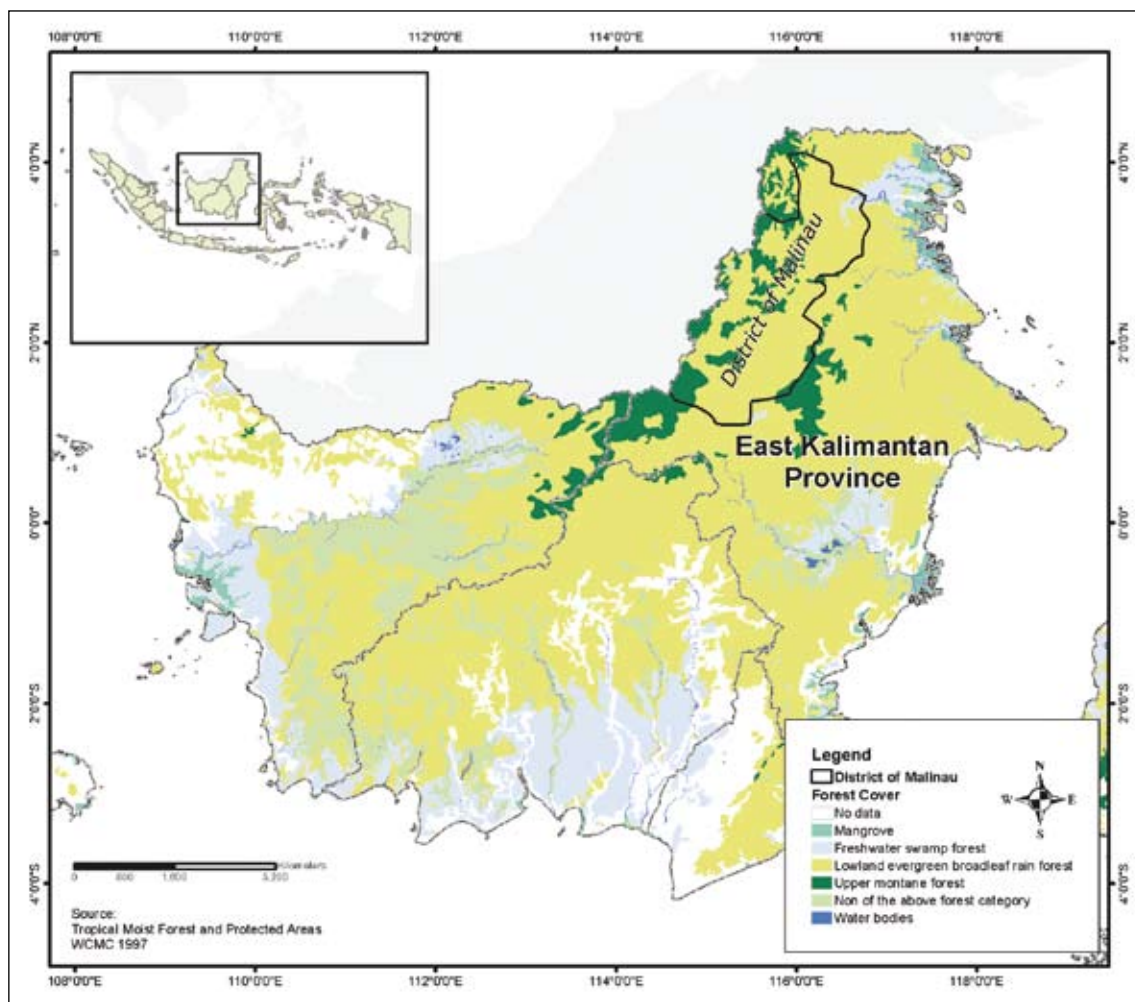 108°0'0"E 110°0'0"E 112°0'0"E 114°0'0"E 116°0'0"E 118°0'0"E
4°0'0"N
4°0'0"N
2°0'0"N
2°0'0"N
0°0'0"
0°0'0"
2°0'0"S
2°0'0"S
4°0'0"S
4°0'0"S
District of Malinau
East Kalimantan
Province
Legend
District of Malinau
Forest Cover
No data
Mangrove
Freshwater swamp forest
Lowland evergreen broadleaf rain forest
Upper montane forest
Non of the above forest category
Water bodies
N
W E
S
0 800 1,600
Source:
Tropical Moist Forest and Protected Areas
WCMC 1997
108°0'0"E 110°0'0"E 112°0'0"E 114°0'0"E 116°0'0"E 118°0'0"E